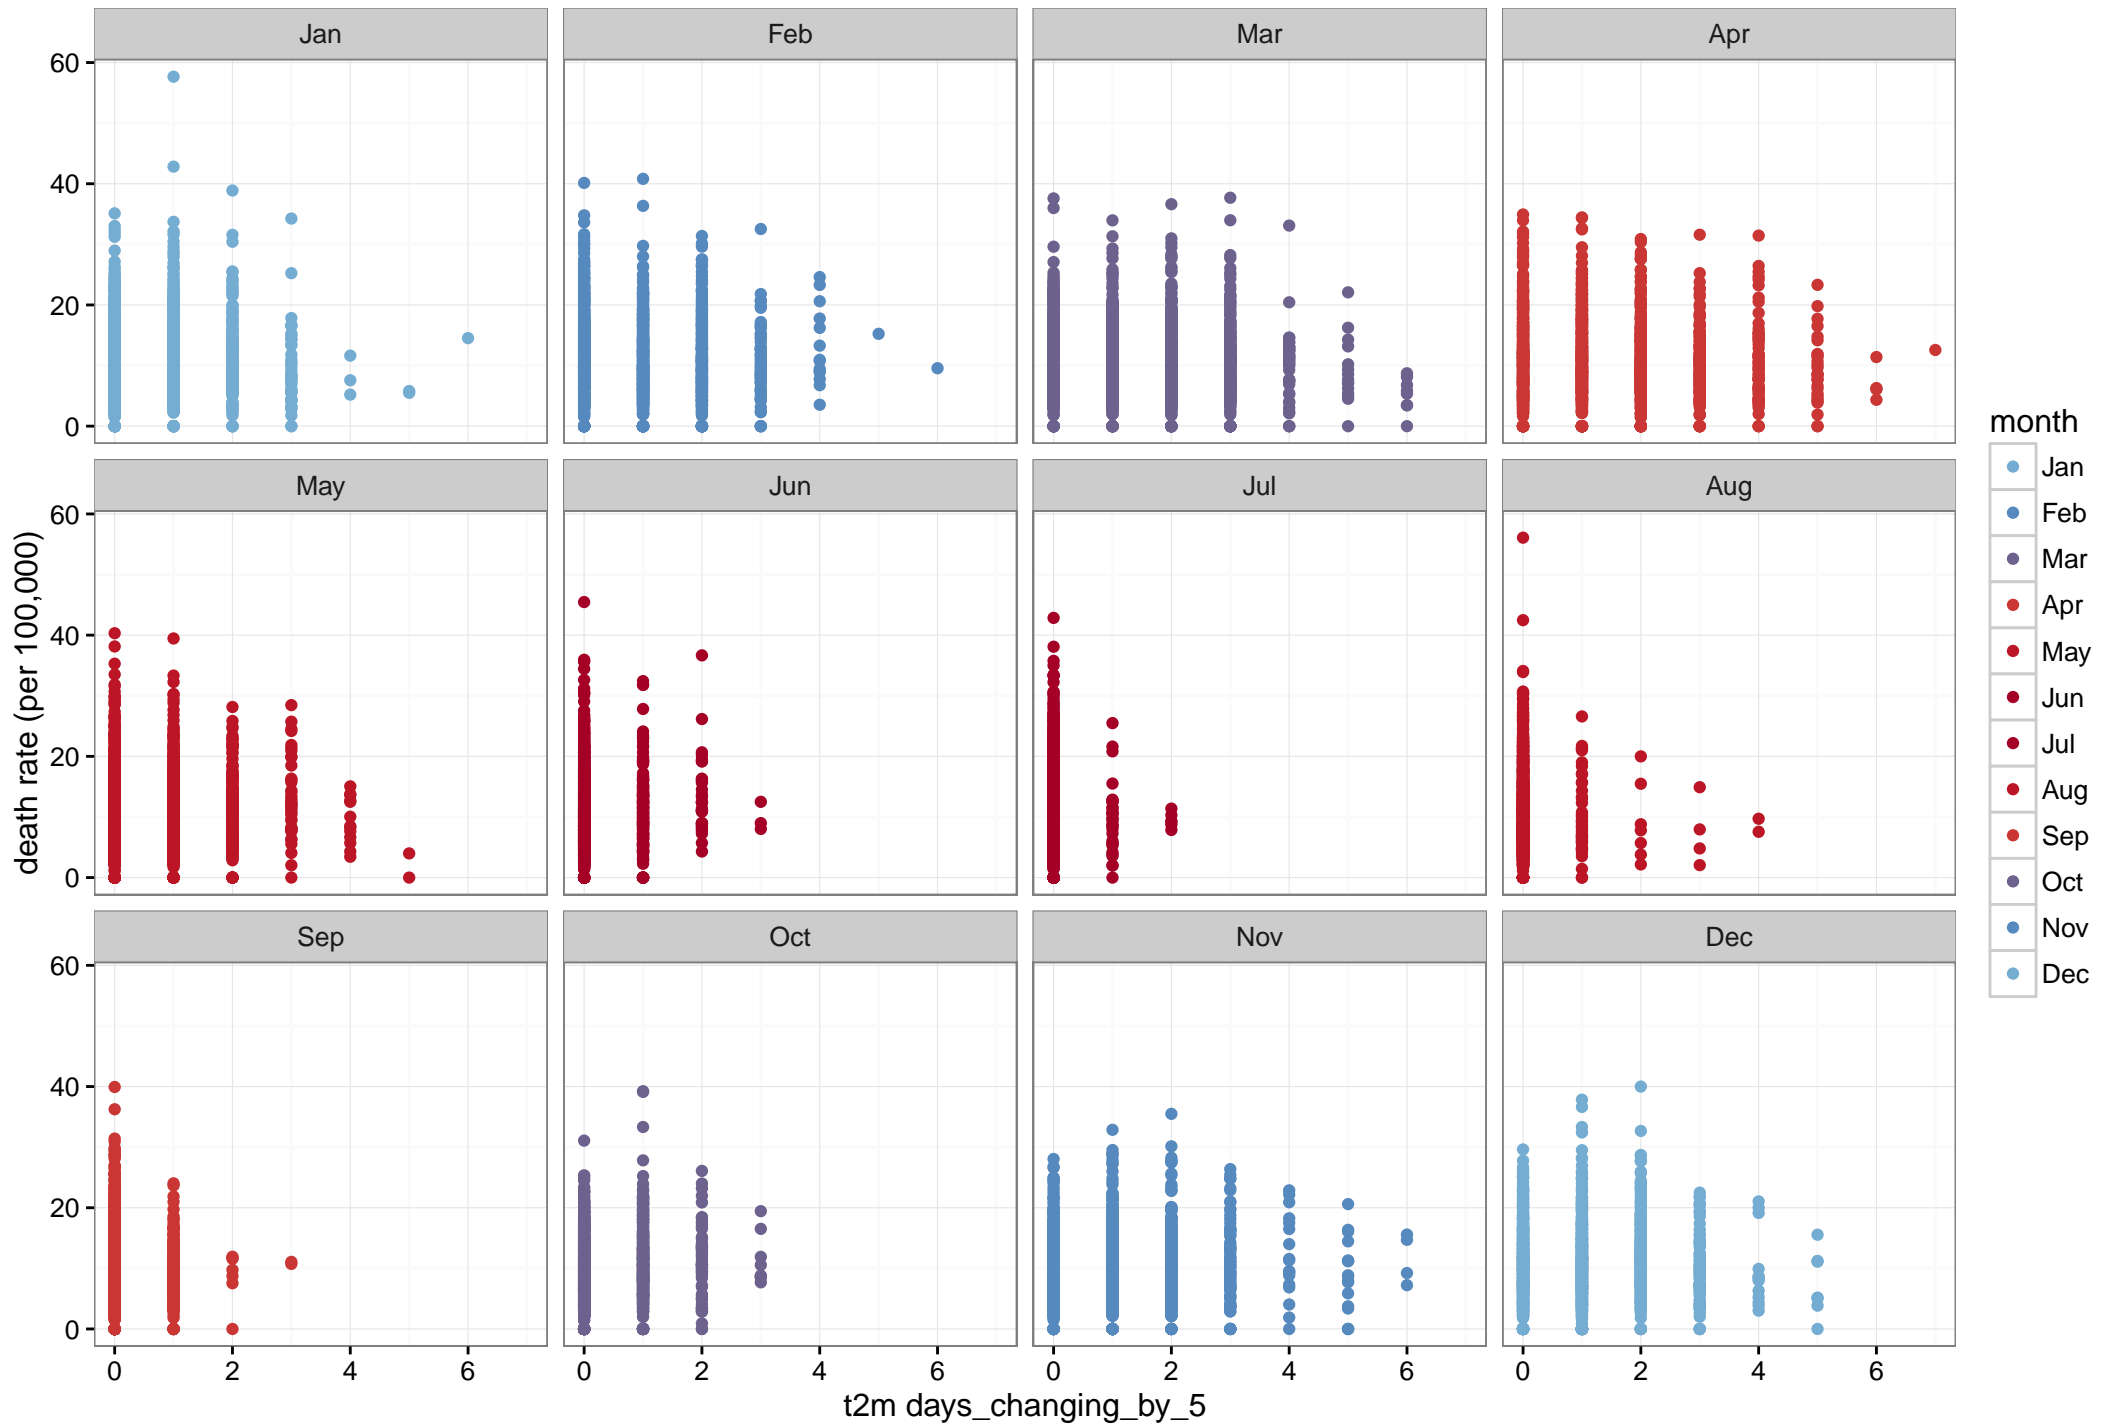 Jan Feb Mar Apr
60
40
20
0
May Jun Jul Aug
60
40
20
0
Sep Oct Nov Dec
60
40
20
0
0 2 4 6 0 2 4 6 0 2 4 6 0 2 4 6
t2m days_changing_by_5
death rate (per 100,000)
month
Jan
Feb
Mar
Apr
May
Jun
Jul
Aug
Sep
Oct
Nov
Dec